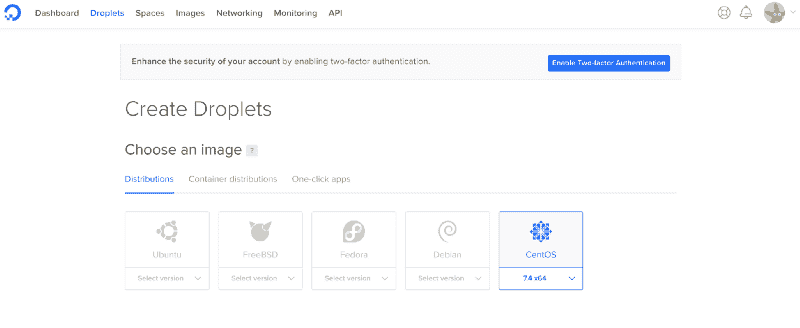 Dashboard Droplets Spaces Images Networking Monitoring API
Enhance the security of your account by enabling two-factor authentication.
Enable Two-factor Authentication
Create Droplets
Choose an image ?
Distributions Container distributions One-click apps
Ubuntu FreeBSD Fedora Debian CentOS
Select version Select version Select version Select version 7.4 x64